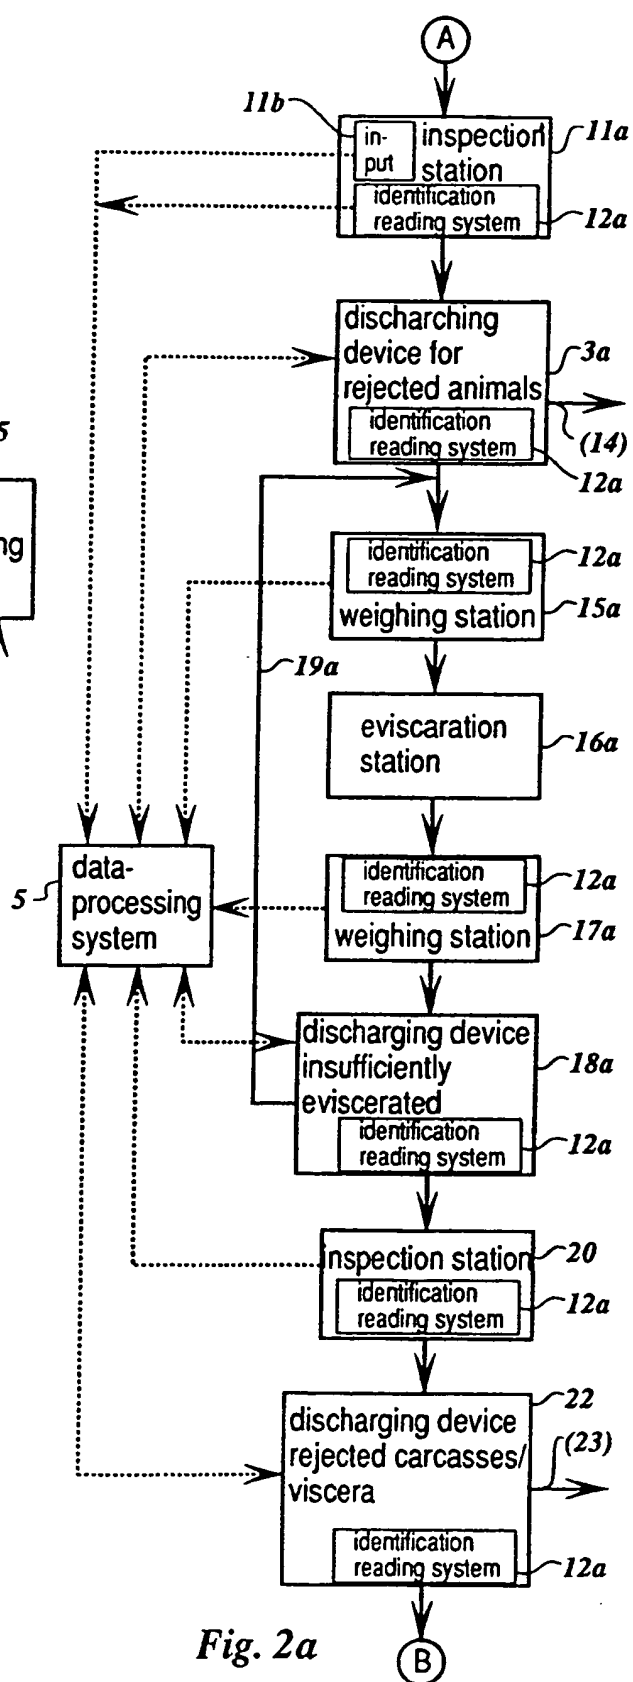 A
11b
in-
put
inspection
station
11a
identification
reading system
12a
discharching
device for
rejected animals
3a
identification
reading system
(14)
12a
5
ng
identification
reading system
12a
weighing station
15a
19a
eviscaration
station
16a
data-
processing
system
5
identification
reading system
12a
weighing station
17a
discharging device
insufficiently
eviscerated
18a
identification
reading system
12a
inspection station
20
identification
reading system
12a
22
discharging device
rejected carcasses/
viscera
(23)
identification
reading system
12a
Fig. 2a
B